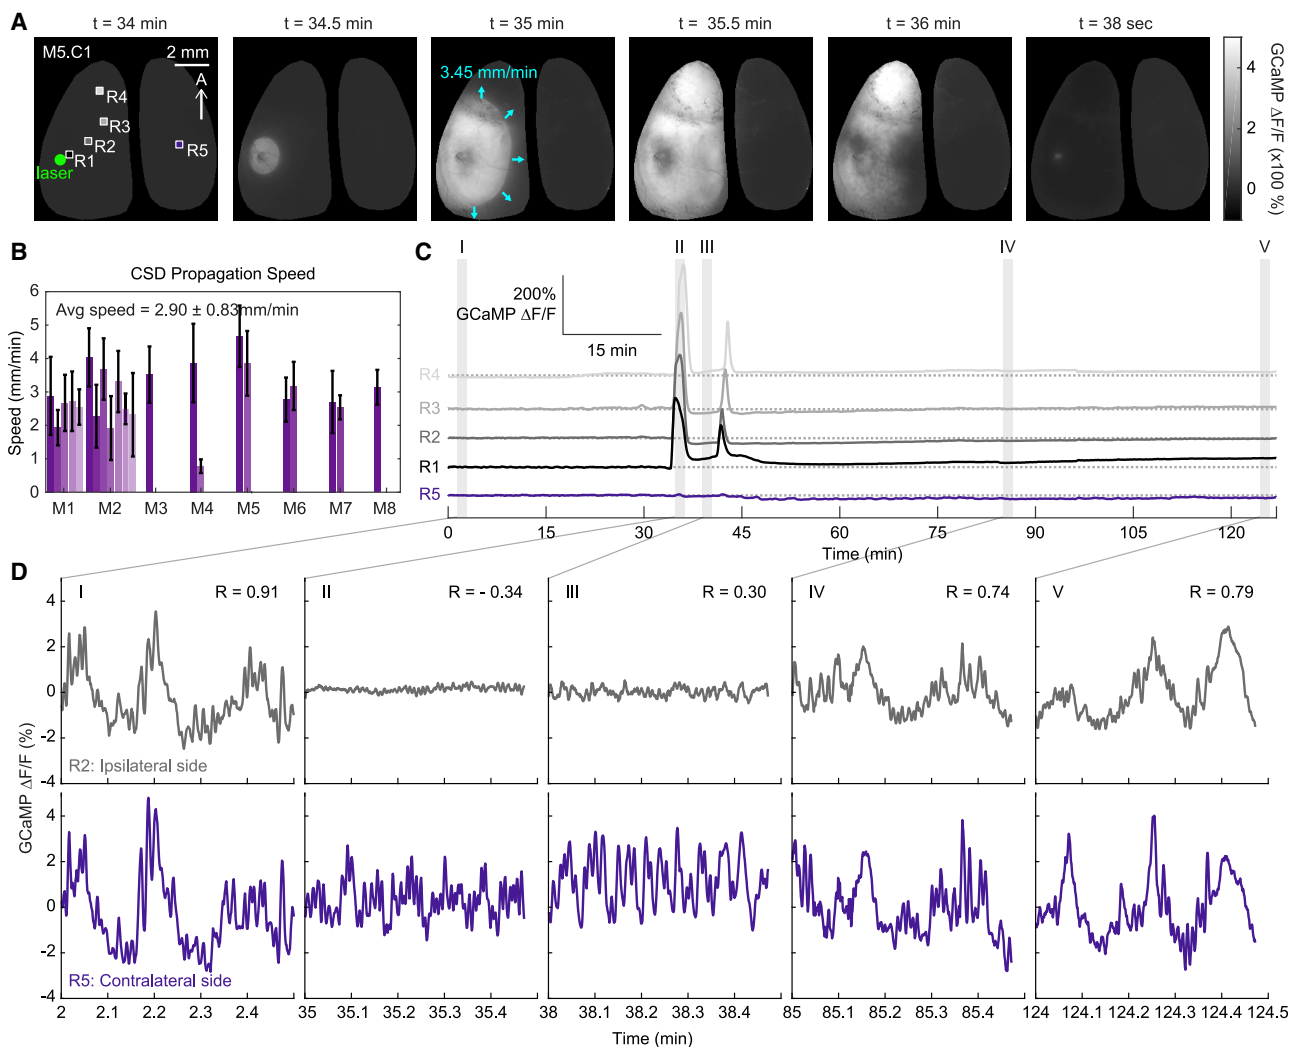 A
t = 34 min
t = 34.5 min
t = 35 min
t = 35.5 min
t = 36 min
t = 38 sec
M5.C1
2 mm
A
R4
R3
R2
R1
R5
laser
3.45 mm/min
4
2
0
GCaMP ΔF/F (x100 %)
B
CSD Propagation Speed
Avg speed = 2.90 ± 0.83mm/min
Speed (mm/min)
6
5
4
3
2
1
0
M1 M2 M3 M4 M5 M6 M7 M8
C
I II III IV V
200%
GCaMP ΔF/F
15 min
R4
R3
R2
R1
R5
0 15 30 45 60 75 90 105 120
Time (min)
D
I R = 0.91
II R = - 0.34
III R = 0.30
IV R = 0.74
V R = 0.79
4
2
0
-2
-4
R2: Ipsilateral side
GCaMP ΔF/F (%)
4
2
0
-2
-4
R5: Contralateral side
2 2.1 2.2 2.3 2.4
35 35.1 35.2 35.3 35.4
38 38.1 38.2 38.3 38.4
85 85.1 85.2 85.3 85.4
124 124.1 124.2 124.3 124.4 124.5
Time (min)